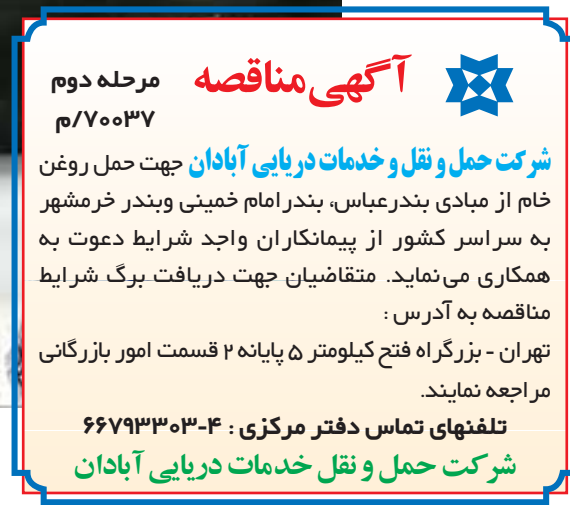 آگهی مناقصه
مرحله دوم
۷۰۰۳۷/م
شرکت حمل و نقل و خدمات دریایی آبادان جهت حمل روغن
خام از مبادی بندرعباس، بندرامام خمینی وبندر خرمشهر
به سراسر کشور از پیمانکاران واجد شرایط دعوت به
همکاری می‌نماید. متقاضیان جهت دریافت برگ شرایط
مناقصه به آدرس :
تهران - بزرگراه فتح کیلومتر ۵ پایانه ۲ قسمت امور بازرگانی
مراجعه نمایند.
تلفنهای تماس دفتر مرکزی : ۴-۶۶۷۹۳۳۰۳
شرکت حمل و نقل خدمات دریایی آبادان